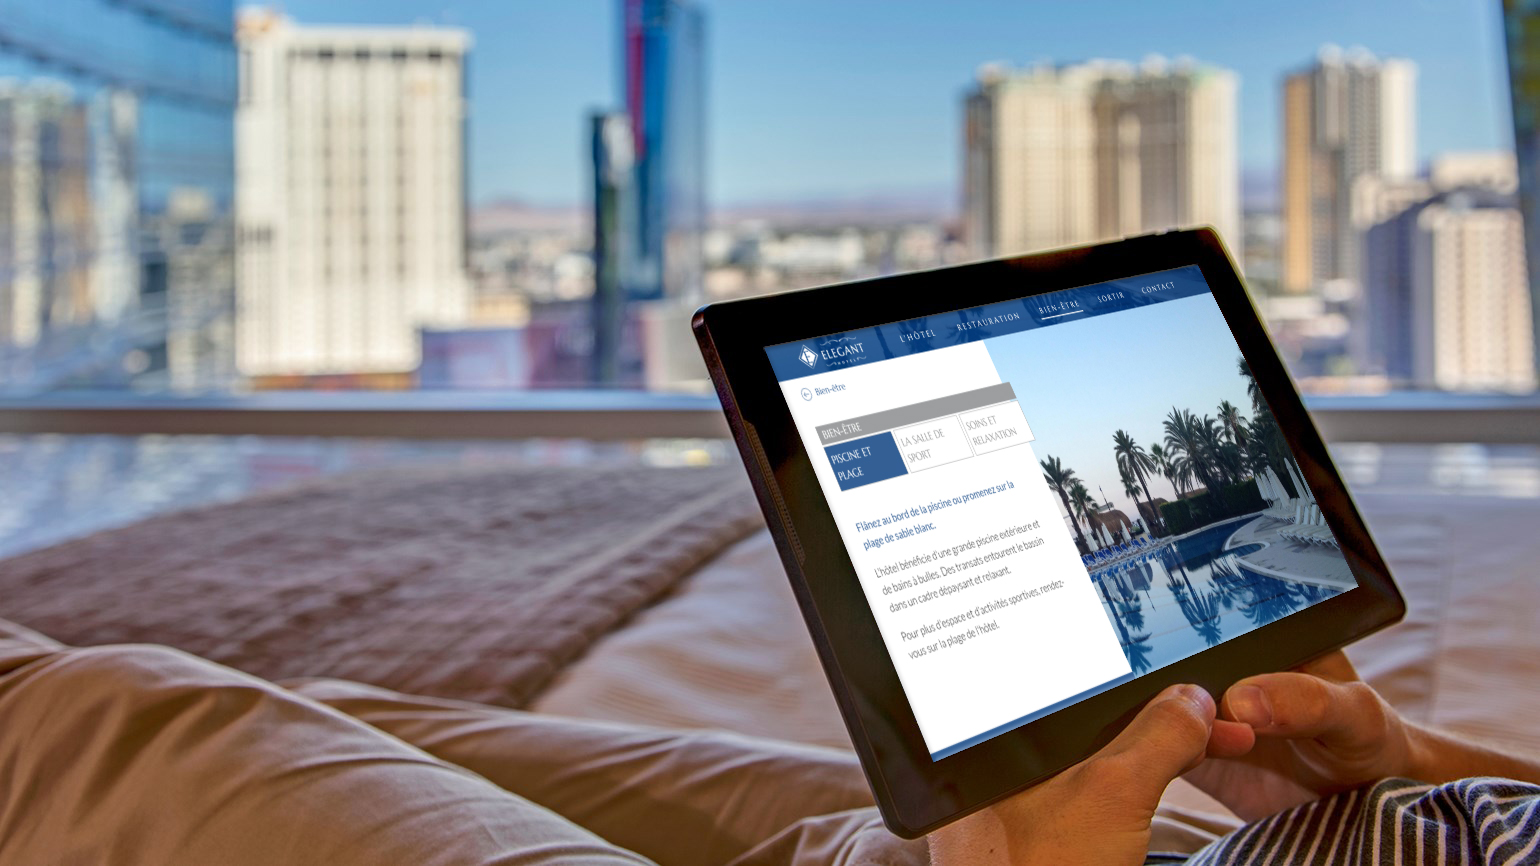 ELEGANT
L'HÔTEL RESTAURATION BIEN-ÊTRE SORTIR CONTACT
Bien-être
BIEN-ÊTRE
PISCINE ET
PLAGE
LA SALLE DE
SPORT
SOINS ET
RELAXATION
Flânez au bord de la piscine ou promenez sur la
plage de sable blanc.
L'hôtel bénéficie d'une grande piscine extérieure et
de bains à bulles. Des transats entourent le bassin
dans un cadre dépaysant et relaxant.
Pour plus d'espace et d'activités sportives, rendez-
vous sur la plage de l'hôtel.